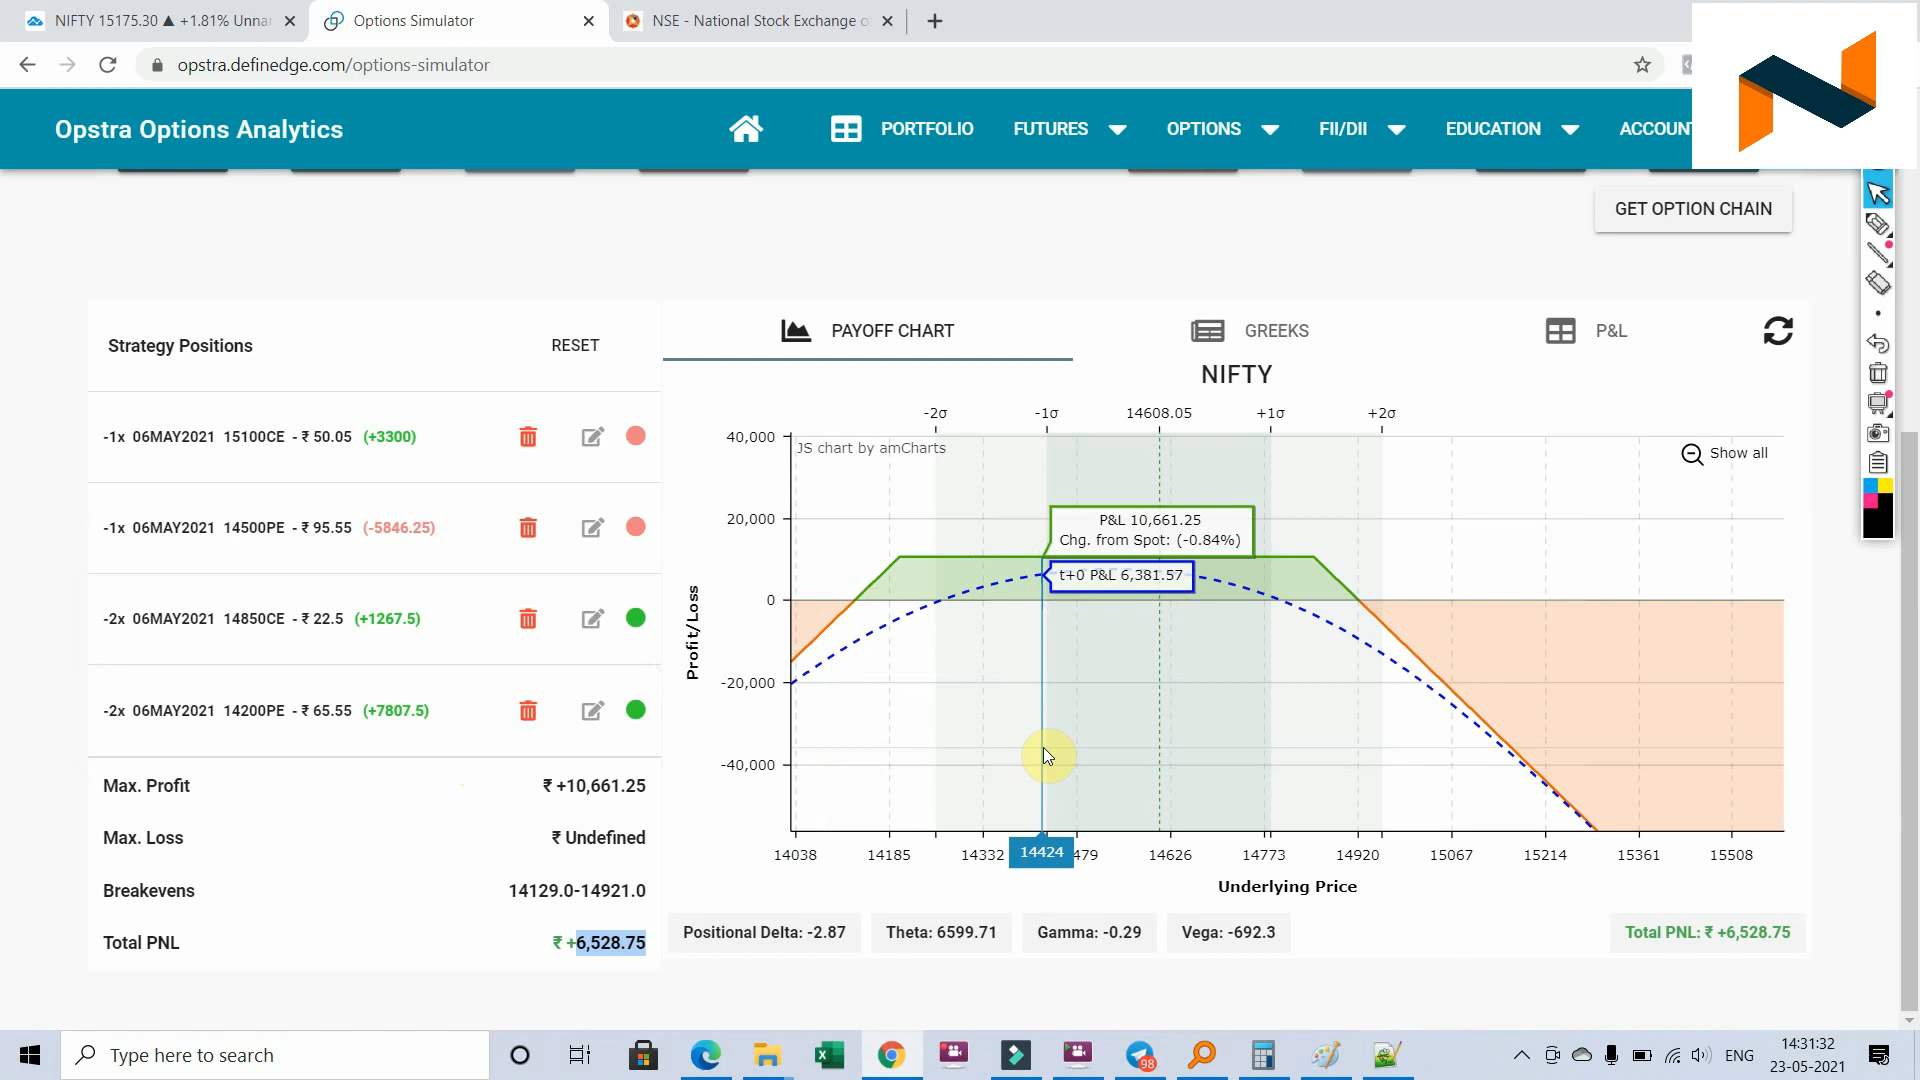 NIFTY 15175.30 ▲ +1.81% Unna
Options Simulator
NSE - National Stock Exchange o
opstra.definedge.com/options-simulator
Opstra Options Analytics
PORTFOLIO
FUTURES
OPTIONS
FII/DII
EDUCATION
ACCOUNT
GET OPTION CHAIN
Strategy Positions
RESET
PAYOFF CHART
GREEKS
P&L
NIFTY
-2σ
-1σ
14608.05
+1σ
+2σ
-1x 06MAY2021 15100CE - ₹ 50.05 (+3300)
-1x 06MAY2021 14500PE - ₹ 95.55 (-5846.25)
-2x 06MAY2021 14850CE - ₹ 22.5 (+1267.5)
-2x 06MAY2021 14200PE - ₹ 65.55 (+7807.5)
Max. Profit ₹ +10,661.25
Max. Loss ₹ Undefined
Breakevens 14129.0-14921.0
Total PNL ₹ +6,528.75
JS chart by amCharts
Show all
P&L 10,661.25
Chg. from Spot: (-0.84%)
t+0 P&L 6,381.57
Profit/Loss
40,000
20,000
0
-20,000
-40,000
14038 14185 14332 14424 479 14626 14773 14920 15067 15214 15361 15508
Underlying Price
Positional Delta: -2.87
Theta: 6599.71
Gamma: -0.29
Vega: -692.3
Total PNL: ₹ +6,528.75
Type here to search
98
ENG
14:31:32
23-05-2021